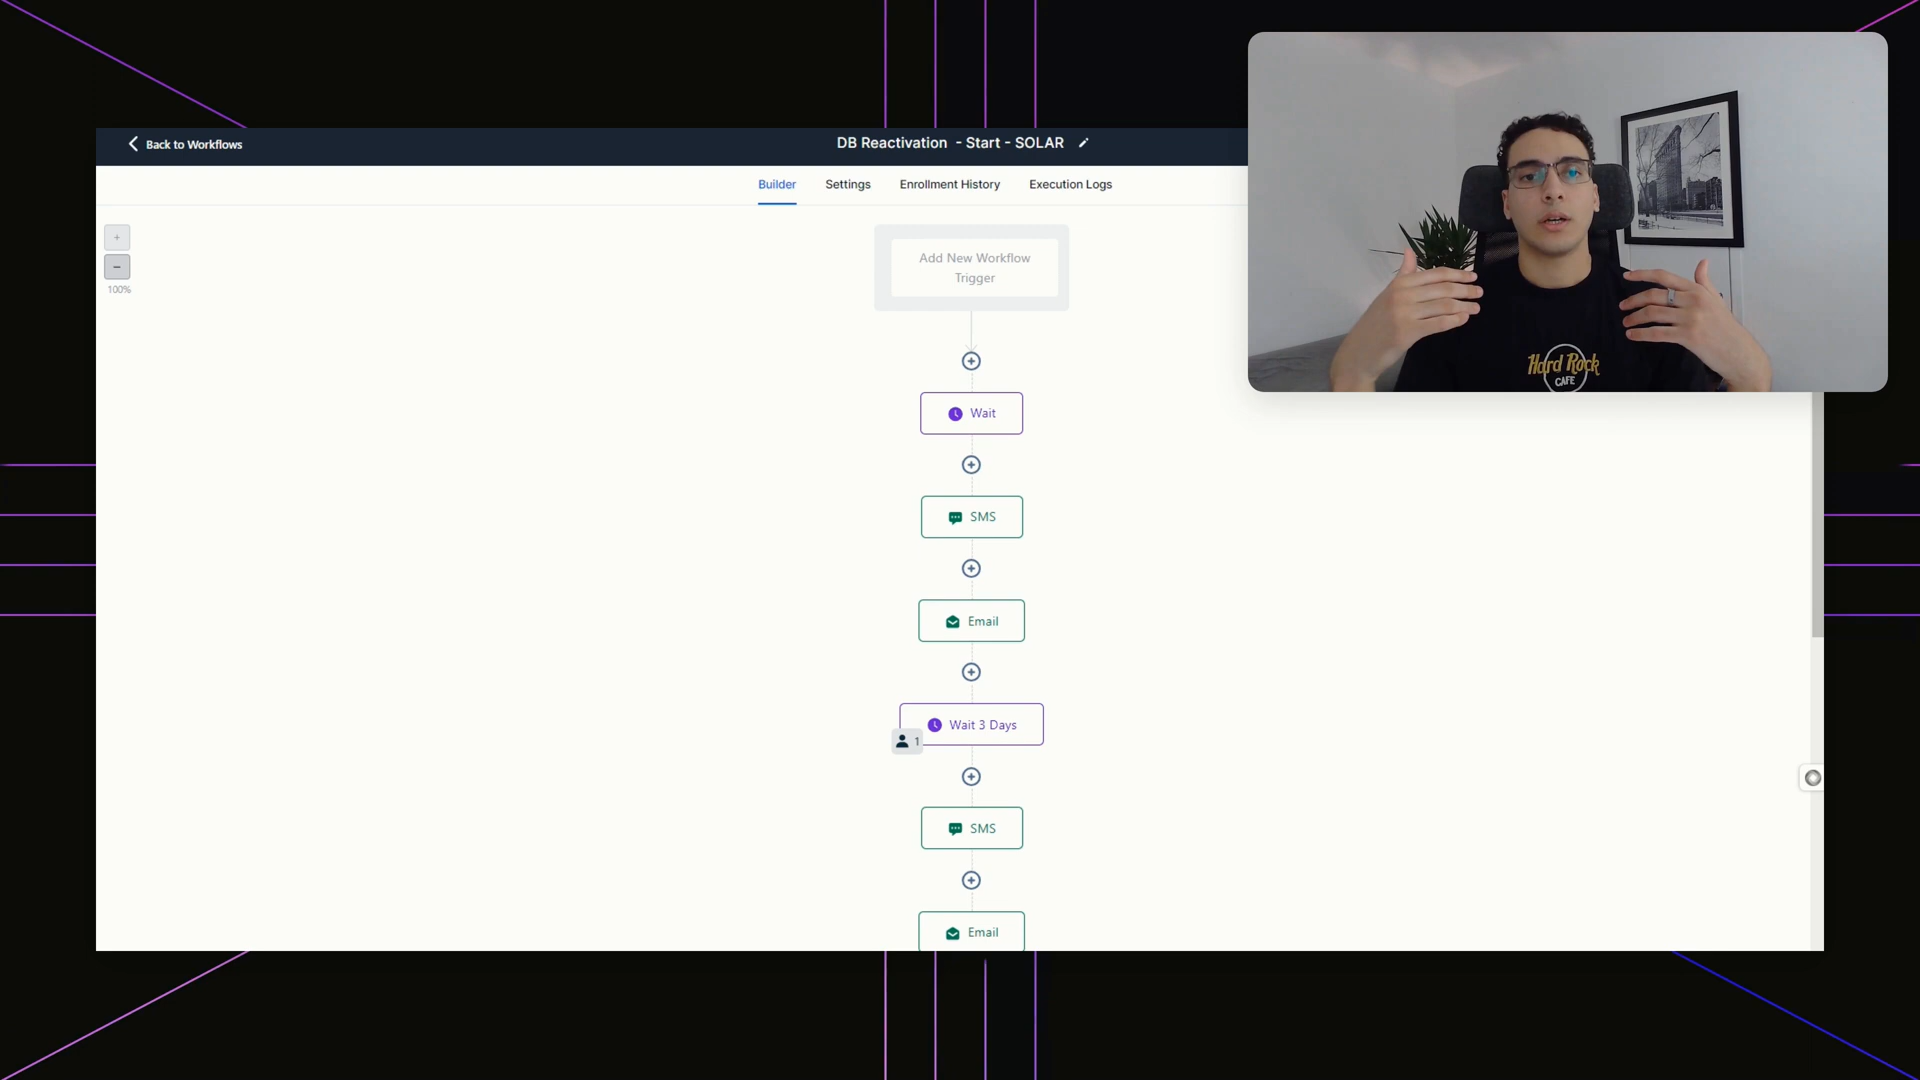 Back to Workflows
DB Reactivation - Start - SOLAR
Builder
Settings
Enrollment History
Execution Logs
+
−
100%
Add New Workflow
Trigger
Wait
SMS
Email
Wait 3 Days
1
SMS
Email
Hard Rock
CAFE